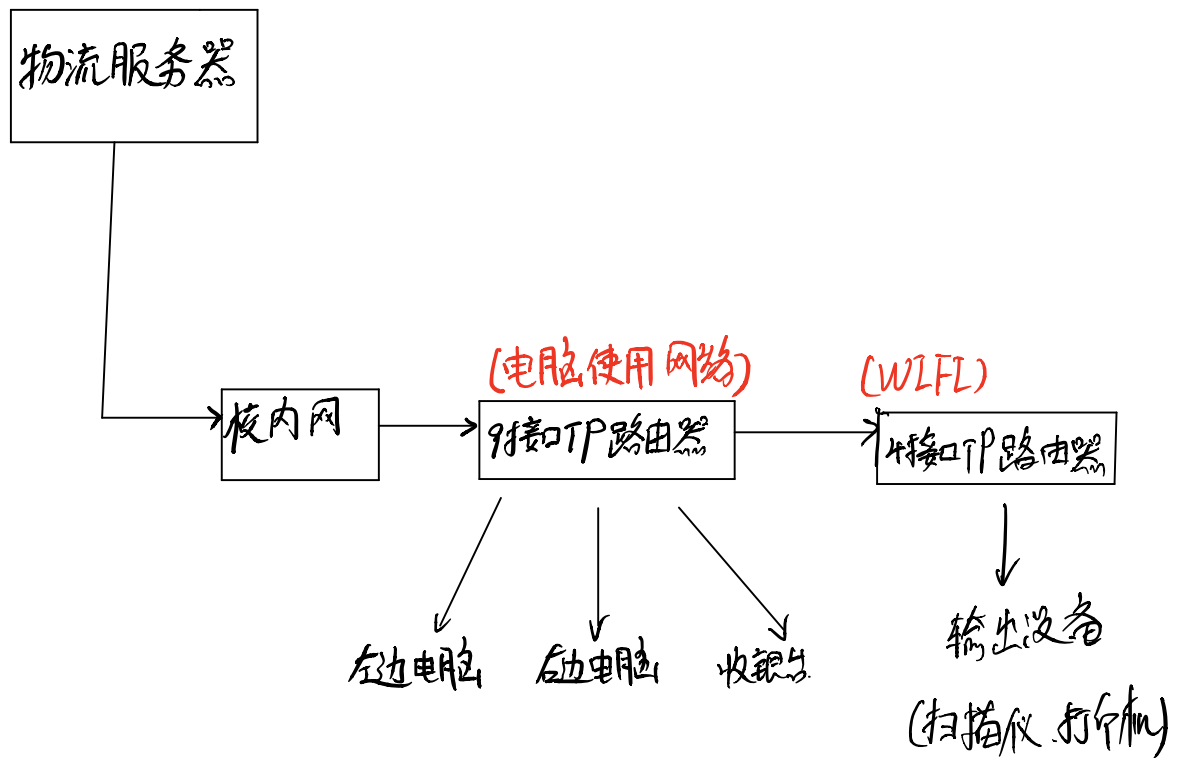 物流服务器
(电脑使用网络)
(WIFI)
校内网
9接口TP路由器
4接口TP路由器
左边电脑
右边电脑
收银台
输出设备
(扫描仪、打印机)